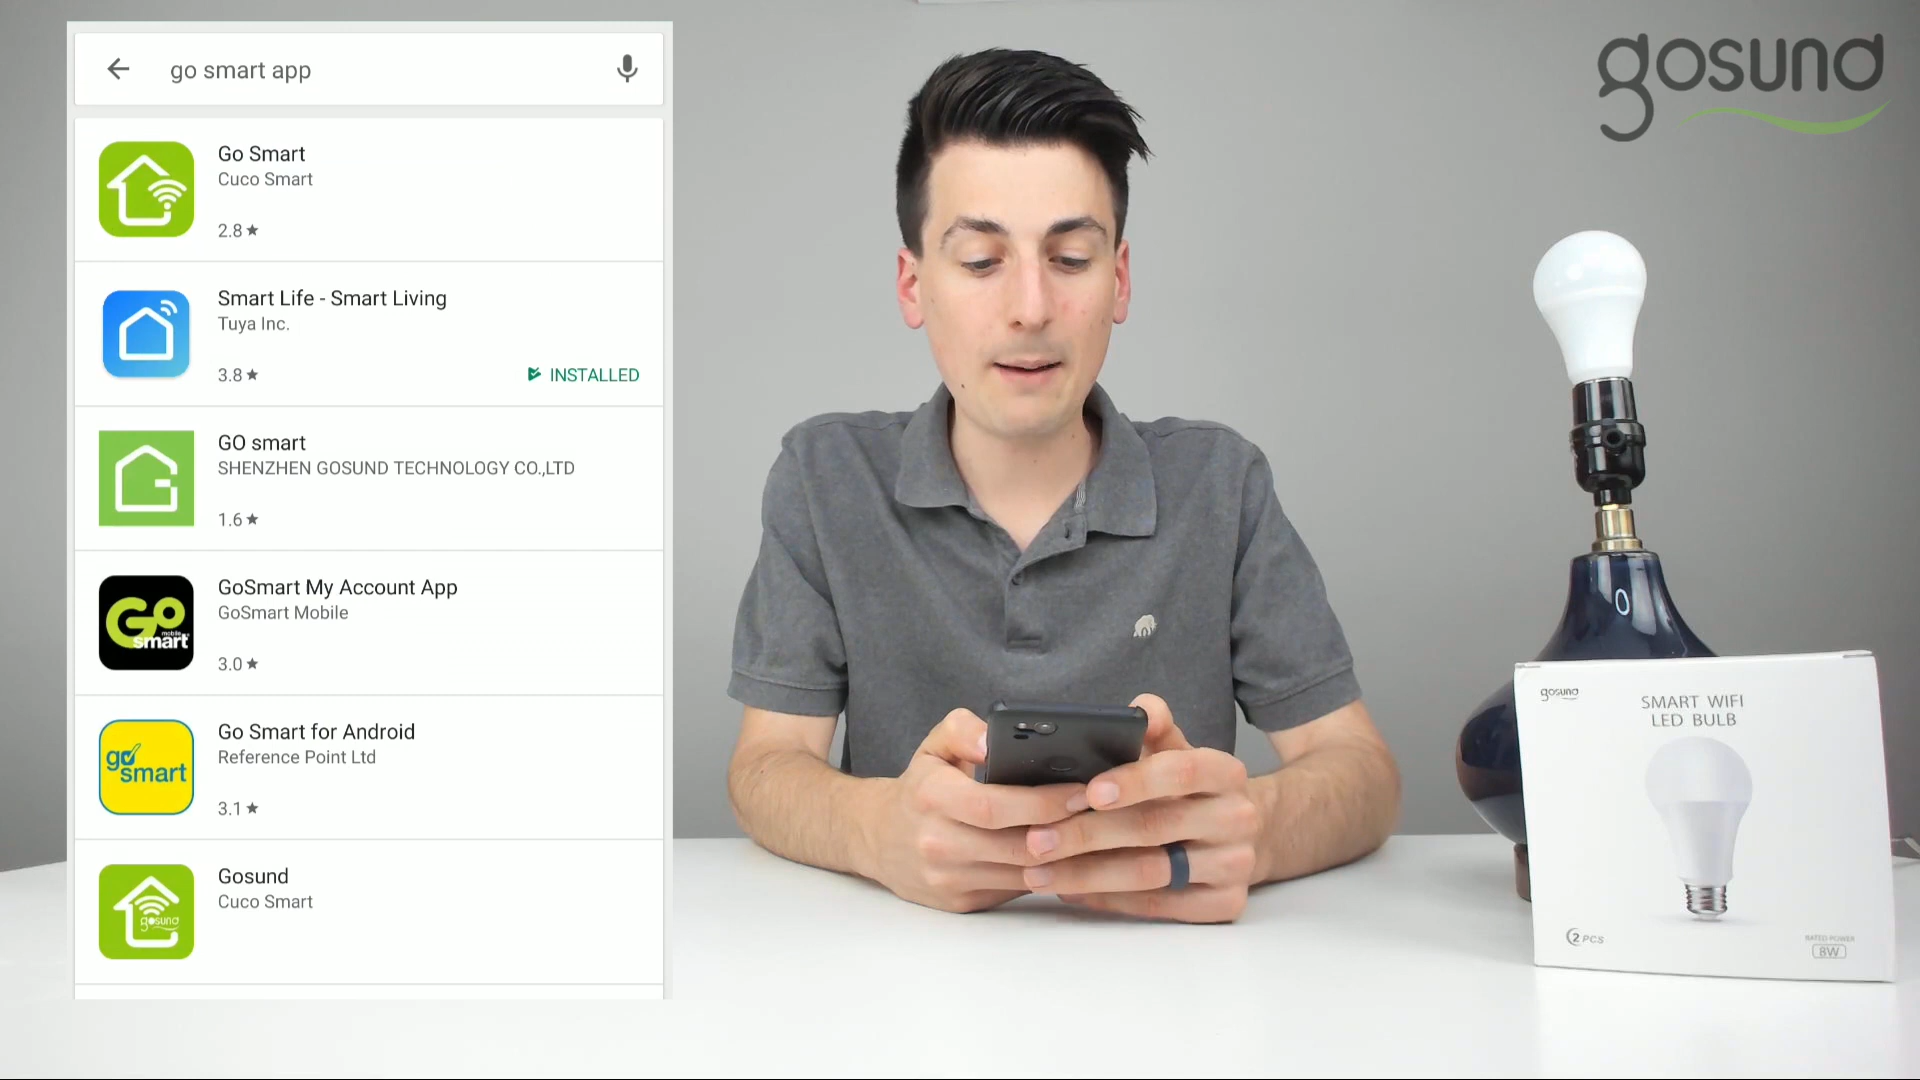 go smart app
Go Smart
Cuco Smart
2.8
Smart Life - Smart Living
Tuya Inc.
3.8
INSTALLED
GO smart
SHENZHEN GOSUND TECHNOLOGY CO.,LTD
1.6
Go
mobile
smart
GoSmart My Account App
GoSmart Mobile
3.0
go
smart
Go Smart for Android
Reference Point Ltd
3.1
gosund
Gosund
Cuco Smart
gosund
gosund
SMART WIFI
LED BULB
2 PCS
RATED POWER
8W